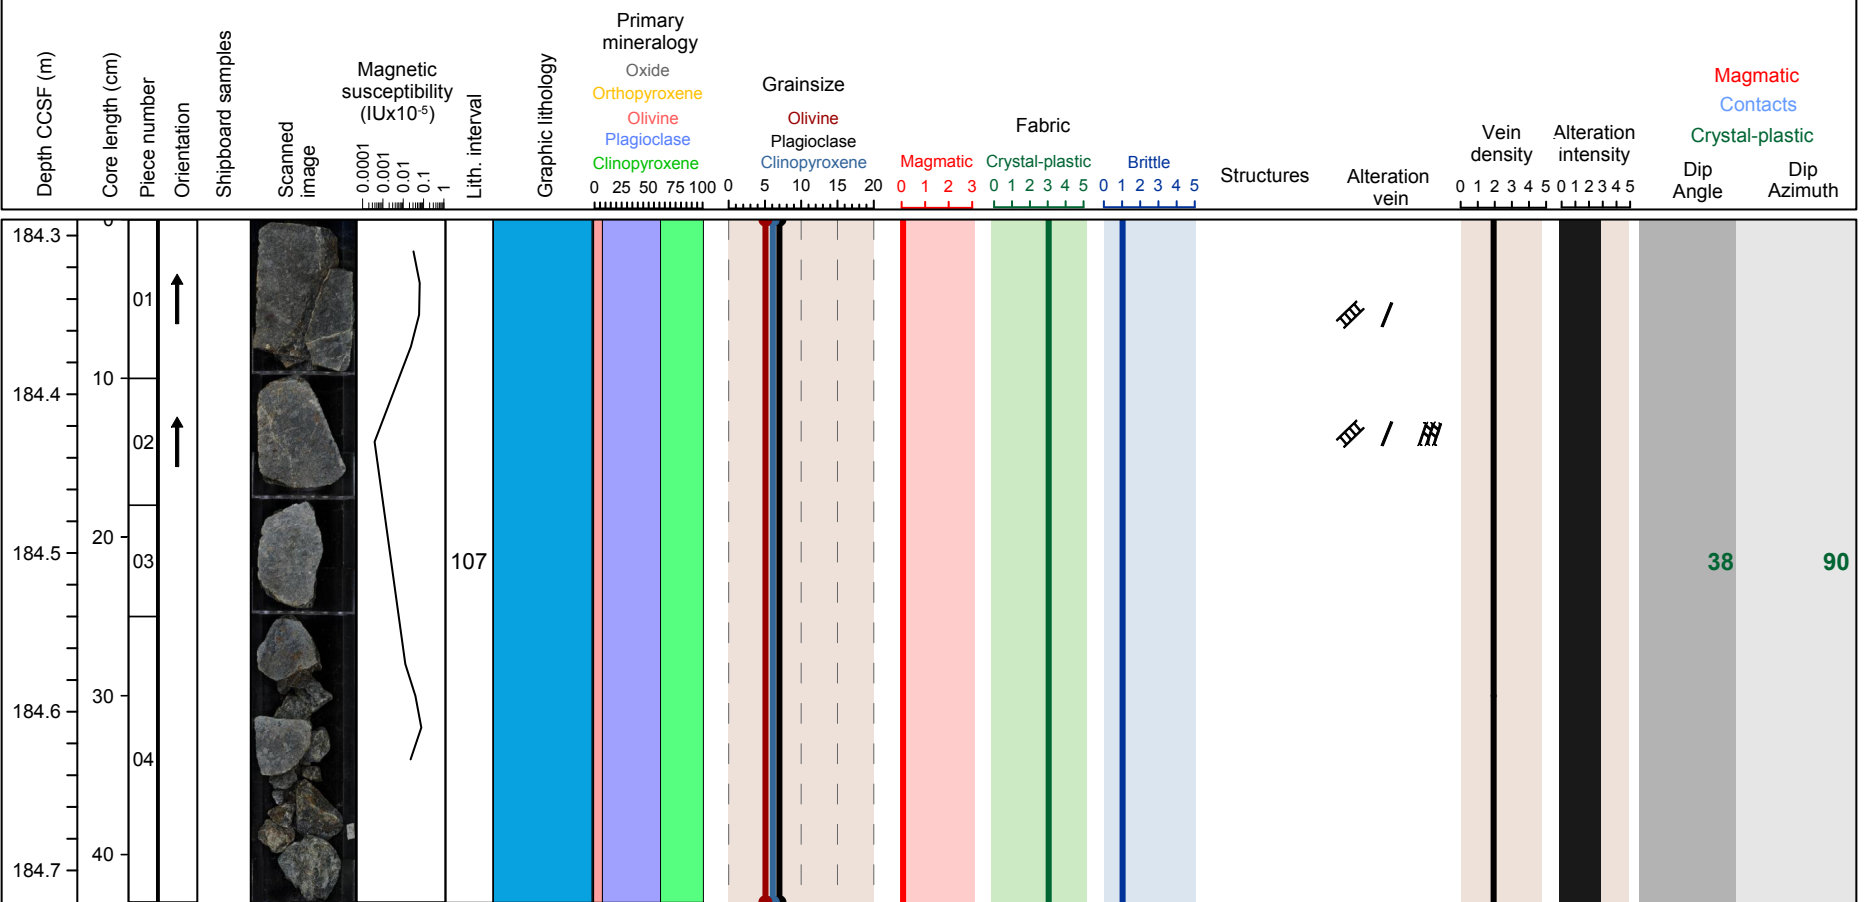 Depth CCSF (m)
Core length (cm)
Piece number
Orientation
Shipboard samples
Scanned
image
Magnetic
susceptibility
(IUx10-5)
0.0001
0.001
0.01
0.1
1
Lith. interval
Graphic lithology
Primary
mineralogy
Oxide
Orthopyroxene
Olivine
Plagioclase
Clinopyroxene
0 25 50 75 100
Grainsize
Olivine
Plagioclase
Clinopyroxene
0 5 10 15 20
Fabric
Magmatic
0 1 2 3
Crystal-plastic
0 1 2 3 4 5
Brittle
0 1 2 3 4 5
Structures
Alteration
vein
Vein
density
0 1 2 3 4 5
Alteration
intensity
0 1 2 3 4 5
Magmatic
Contacts
Crystal-plastic
Dip
Angle
Dip
Azimuth
184.3
184.4
184.5
184.6
184.7
0
10
20
30
40
01
02
03
04
107
38
90